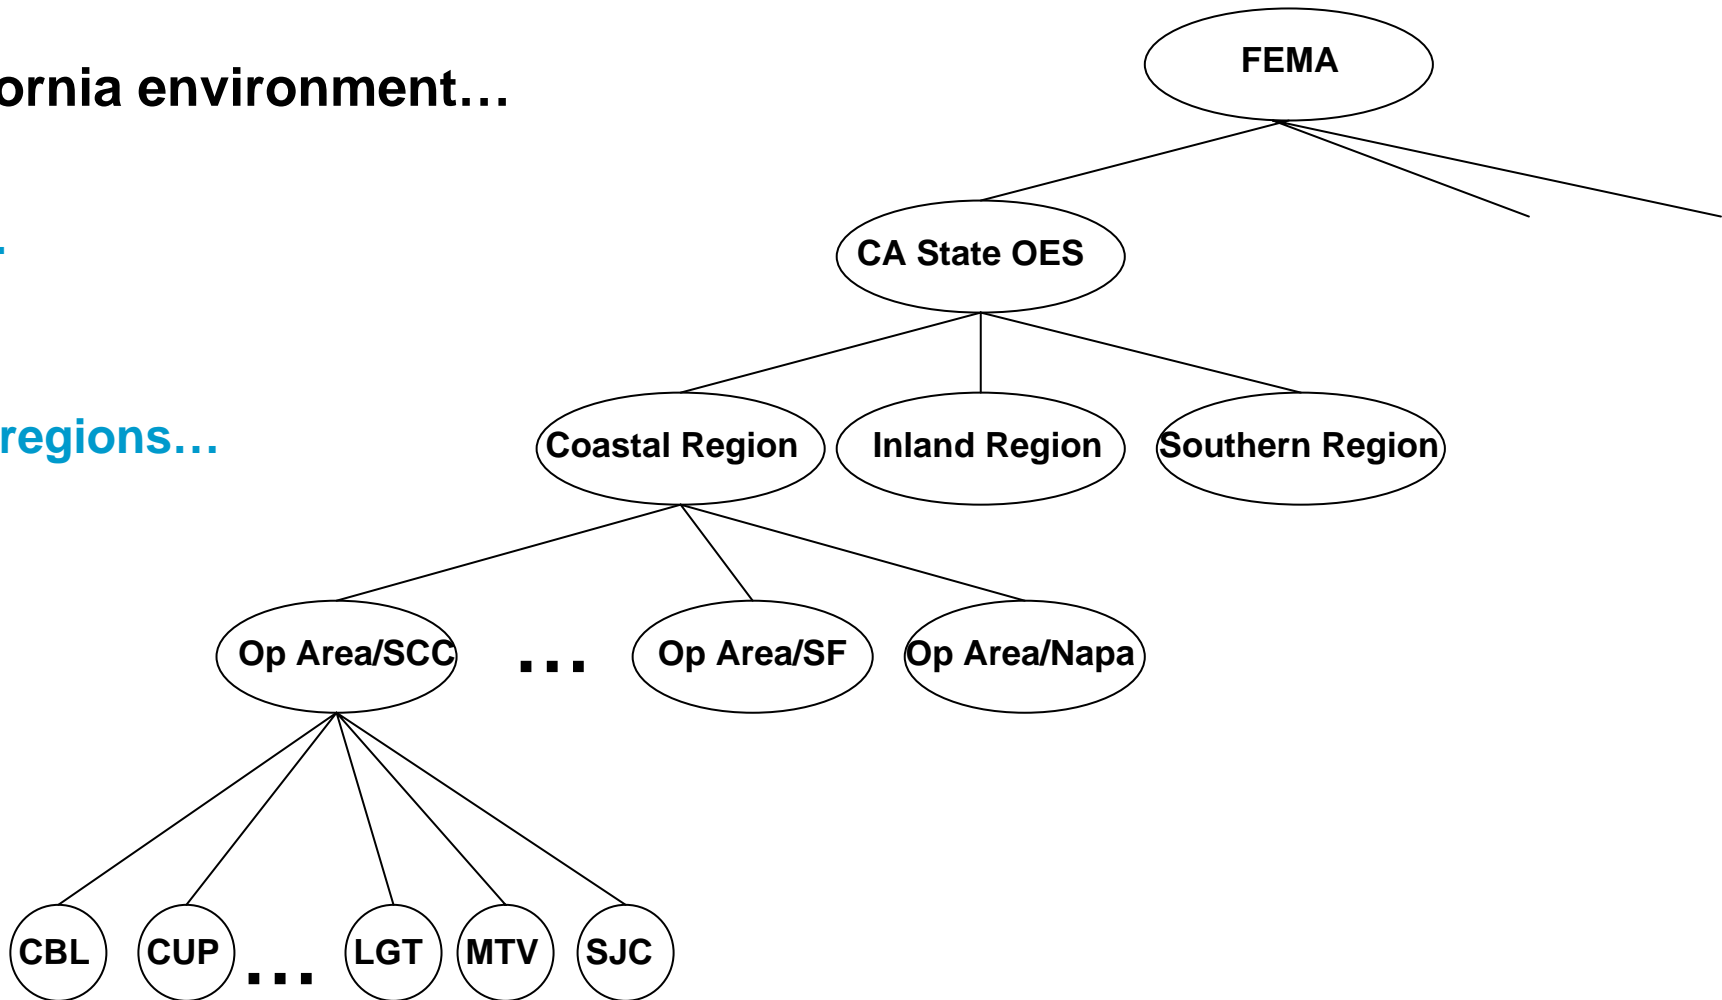 FEMA
ornia environment…
.
CA State OES
regions…
Coastal Region
Inland Region
Southern Region
Op Area/SCC
…
Op Area/SF
Op Area/Napa
CBL
CUP
…
LGT
MTV
SJC